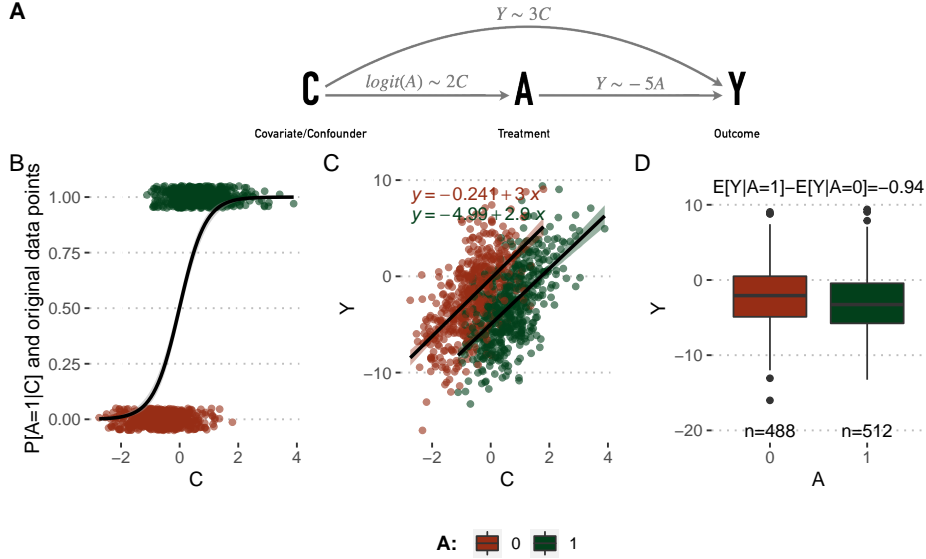 A
Y ∼ 3C
logit(A) ∼ 2C
Y ∼ −5A
C
A
Y
Covariate/Confounder
Treatment
Outcome
B
P[A=1|C] and original data points
1.00
0.75
0.50
0.25
0.00
−2
0
2
4
C
C
y = −0.241 + 3 x
y = −4.99 + 2.9 x
Y
10
0
−10
−2
0
2
4
C
D
E[Y|A=1]−E[Y|A=0]=−0.94
Y
10
0
−10
−20
n=488
n=512
0
1
A
A:
0
1